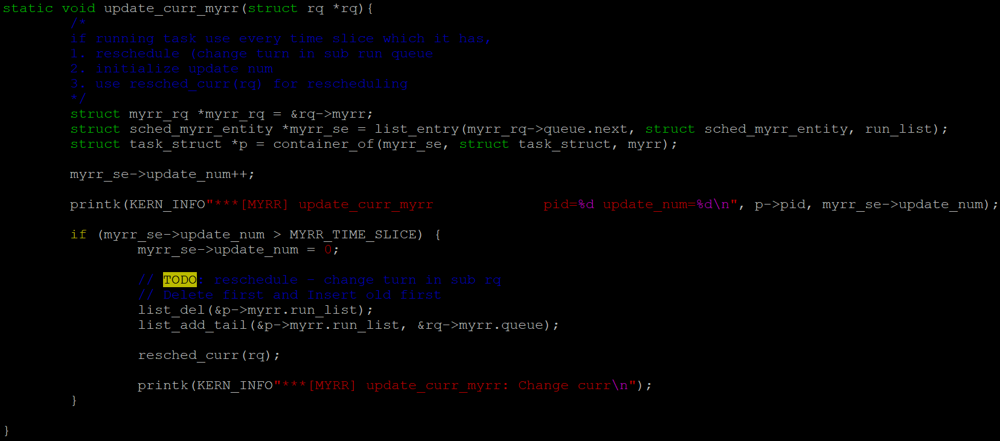 static void update_curr_myrr(struct rq *rq){
/*
if running task use every time slice which it has,
1. reschedule (change turn in sub run queue
2. initialize update num
3. use resched_curr(rq) for rescheduling
*/
struct myrr_rq *myrr_rq = &rq->myrr;
struct sched_myrr_entity *myrr_se = list_entry(myrr_rq->queue.next, struct sched_myrr_entity, run_list);
struct task_struct *p = container_of(myrr_se, struct task_struct, myrr);
myrr_se->update_num++;
printk(KERN_INFO"***[MYRR] update_curr_myrr             pid=%d update_num=%d\n", p->pid, myrr_se->update_num);
if (myrr_se->update_num > MYRR_TIME_SLICE) {
myrr_se->update_num = 0;
// TODO: reschedule - change turn in sub rq
// Delete first and Insert old first
list_del(&p->myrr.run_list);
list_add_tail(&p->myrr.run_list, &rq->myrr.queue);
resched_curr(rq);
printk(KERN_INFO"***[MYRR] update_curr_myrr: Change curr\n");
}
}